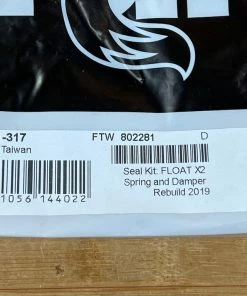 -317
FTW 802281 D
Taiwan
Seal Kit: FLOAT X2
Spring and Damper
Rebuild 2019
1056 144022